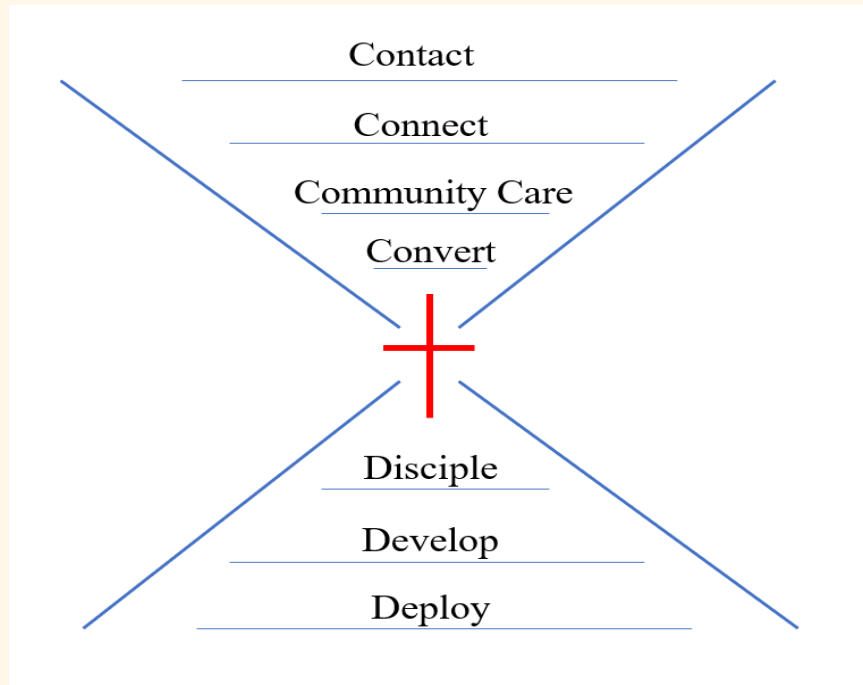 Contact
Connect
Community Care
Convert
Disciple
Develop
Deploy